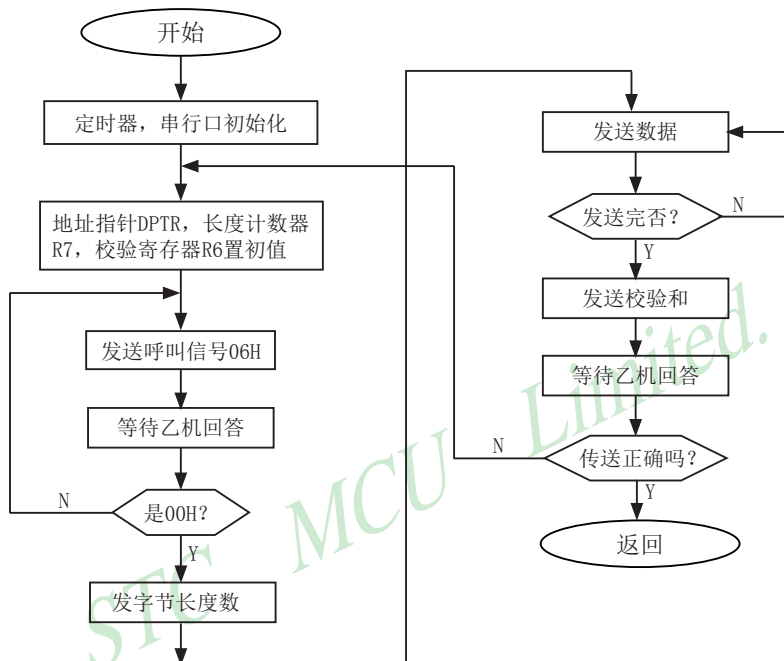 开始
定时器，串行口初始化
地址指针DPTR，长度计数器
R7，校验寄存器R6置初值
发送呼叫信号06H
等待乙机回答
是00H？
N
Y
发字节长度数
发送数据
发送完否？
N
Y
发送校验和
等待乙机回答
传送正确吗？
N
Y
返回
STC MCU Limited.